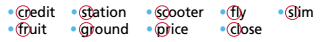 • credit • station • scooter • fly • slim
• fruit • ground • price • close